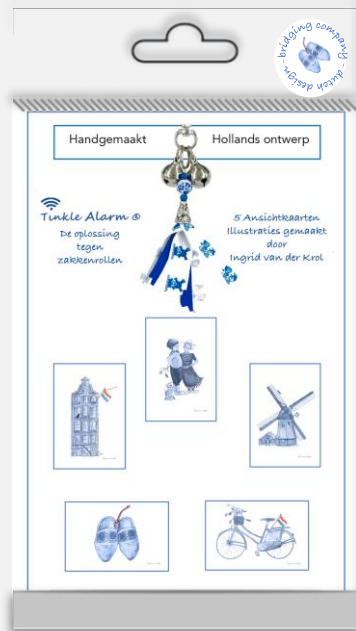 bridging company - dutch design -
Handgemaakt
Hollands ontwerp
Tinkle Alarm ®
De oplossing
tegen
zakkenrollen
5 Ansichtkaarten
Illustraties gemaakt
door
Ingrid van der Krol